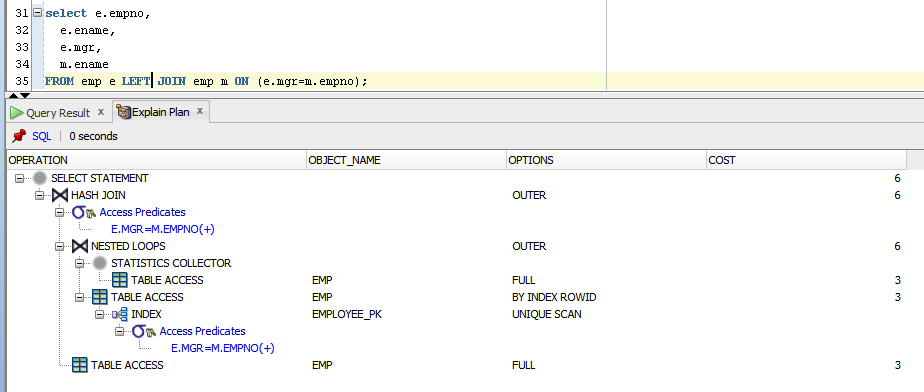 31 select e.empno,
32 e.ename,
33 e.mgr,
34 m.ename
35 FROM emp e LEFT JOIN emp m ON (e.mgr=m.empno);
Query Result x Explain Plan x
SQL | 0 seconds
OPERATION OBJECT_NAME OPTIONS COST
SELECT STATEMENT 6
HASH JOIN OUTER 6
Access Predicates
E.MGR=M.EMPNO(+)
NESTED LOOPS OUTER 6
STATISTICS COLLECTOR
TABLE ACCESS EMP FULL 3
TABLE ACCESS EMP BY INDEX ROWID 3
INDEX EMPLOYEE_PK UNIQUE SCAN
Access Predicates
E.MGR=M.EMPNO(+)
TABLE ACCESS EMP FULL 3